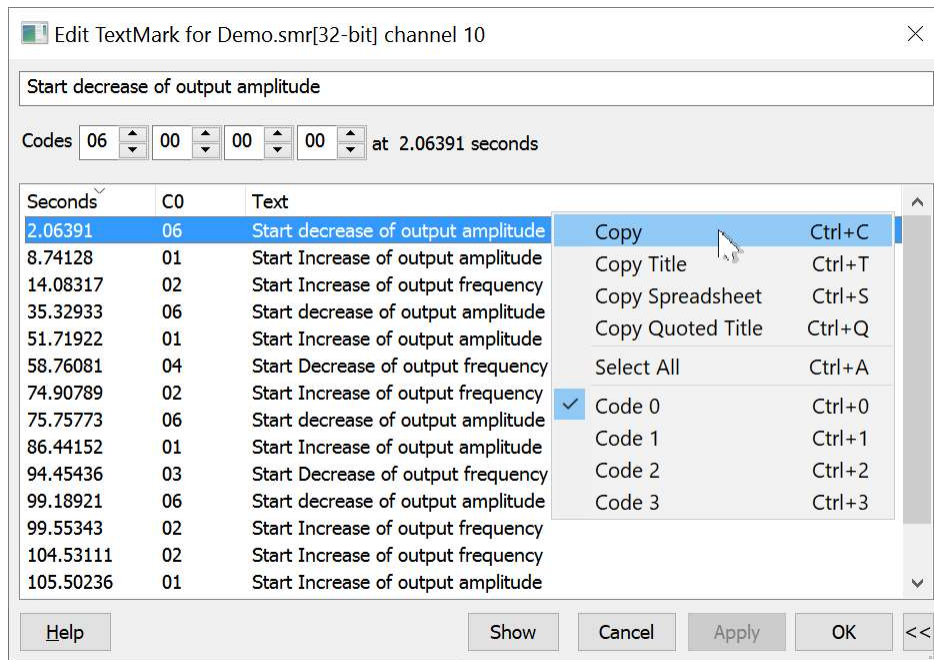 Edit TextMark for Demo.smr[32-bit] channel 10
Start decrease of output amplitude
Codes 06 00 00 00 at 2.06391 seconds
Seconds C0 Text
2.06391 06 Start decrease of output amplitude
8.74128 01 Start Increase of output amplitude
14.08317 02 Start Increase of output frequency
35.32933 06 Start decrease of output amplitude
51.71922 01 Start Increase of output amplitude
58.76081 04 Start Decrease of output frequency
74.90789 02 Start Increase of output frequency
75.75773 06 Start decrease of output amplitude
86.44152 01 Start Increase of output amplitude
94.45436 03 Start Decrease of output frequency
99.18921 06 Start decrease of output amplitude
99.55343 02 Start Increase of output frequency
104.53111 02 Start Increase of output frequency
105.50236 01 Start Increase of output amplitude
Copy Ctrl+C
Copy Title Ctrl+T
Copy Spreadsheet Ctrl+S
Copy Quoted Title Ctrl+Q
Select All Ctrl+A
Code 0 Ctrl+0
Code 1 Ctrl+1
Code 2 Ctrl+2
Code 3 Ctrl+3
Help Show Cancel Apply OK <<